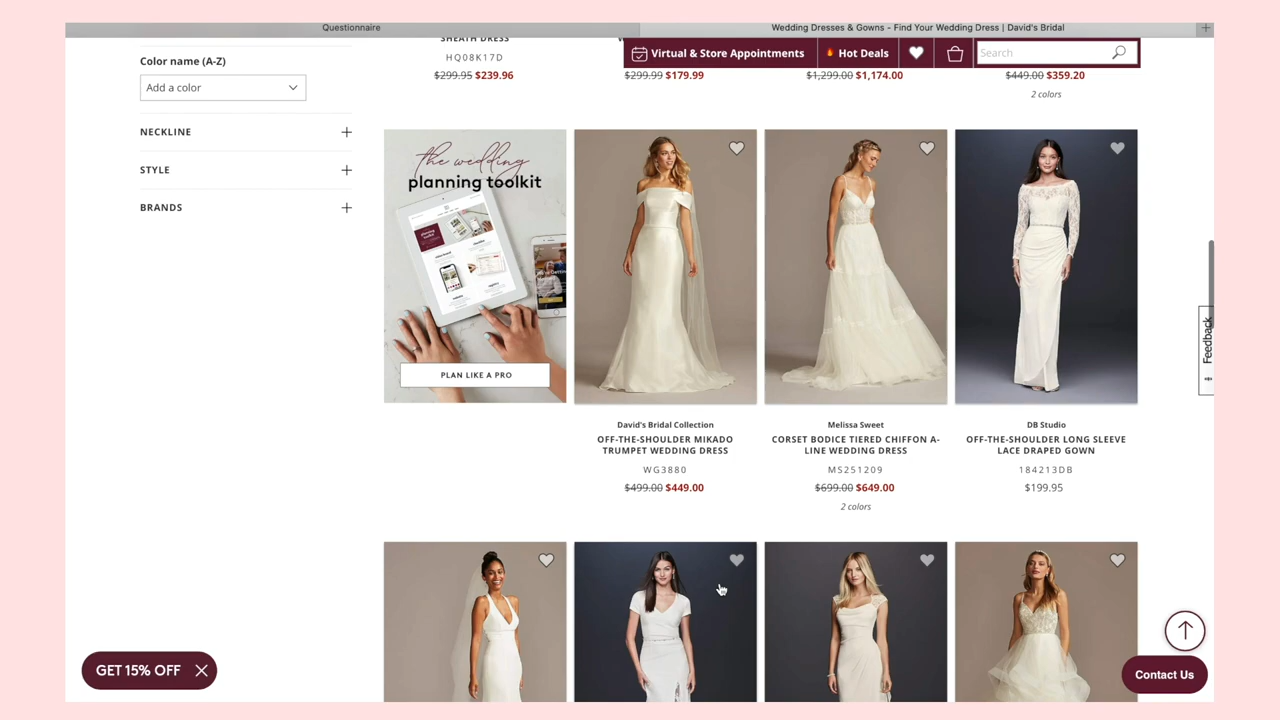 Questionnaire
Wedding Dresses & Gowns - Find Your Wedding Dress | David's Bridal
Virtual & Store Appointments
Hot Deals
Search
Color name (A-Z)
Add a color
NECKLINE
STYLE
BRANDS
SHEATH DRESS
HQ08K17D
$299.95 $239.96
$299.99 $179.99
$1,299.00 $1,174.00
$449.00 $359.20
2 colors
the wedding
planning toolkit
PLAN LIKE A PRO
David's Bridal Collection
OFF-THE-SHOULDER MIKADO
TRUMPET WEDDING DRESS
WG3880
$499.00 $449.00
Melissa Sweet
CORSET BODICE TIERED CHIFFON A-
LINE WEDDING DRESS
MS251209
$699.00 $649.00
2 colors
DB Studio
OFF-THE-SHOULDER LONG SLEEVE
LACE DRAPED GOWN
184213DB
$199.95
Feedback
GET 15% OFF
Contact Us